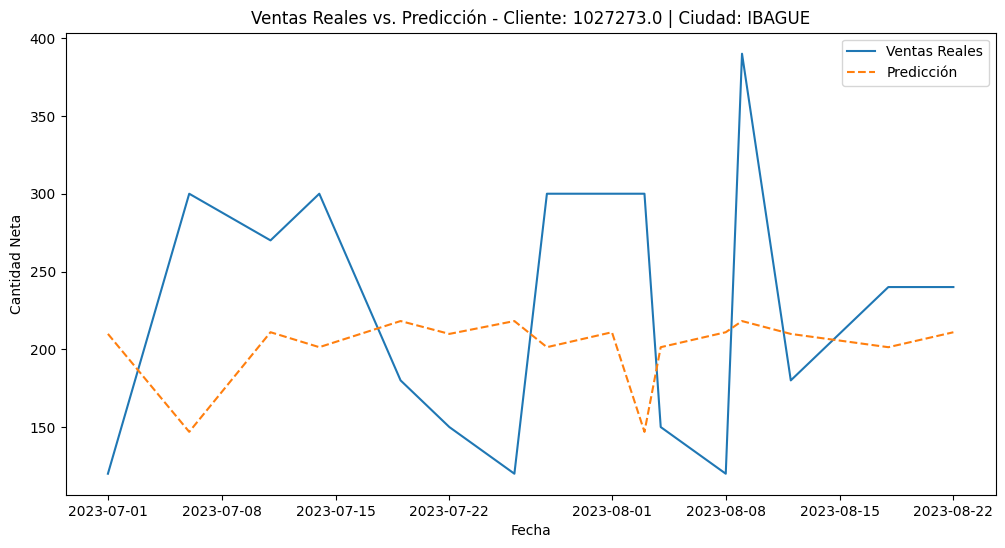 Ventas Reales vs. Predicción - Cliente: 1027273.0 | Ciudad: IBAGUE
Ventas Reales
Predicción
Cantidad Neta
400
350
300
250
200
150
2023-07-01
2023-07-08
2023-07-15
2023-07-22
2023-08-01
2023-08-08
2023-08-15
2023-08-22
Fecha